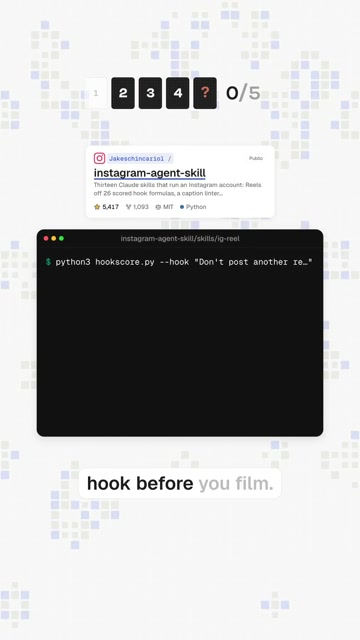 1 2 3 4 ? 0/5
Jakeschincariol / Public
instagram-agent-skill
Thirteen Claude skills that run an Instagram account: Reels
off 26 scored hook formulas, a caption linter...
5,417 1,093 MIT Python
instagram-agent-skill/skills/ig-reel
$ python3 hookscore.py --hook "Don't post another re…"
hook before you film.